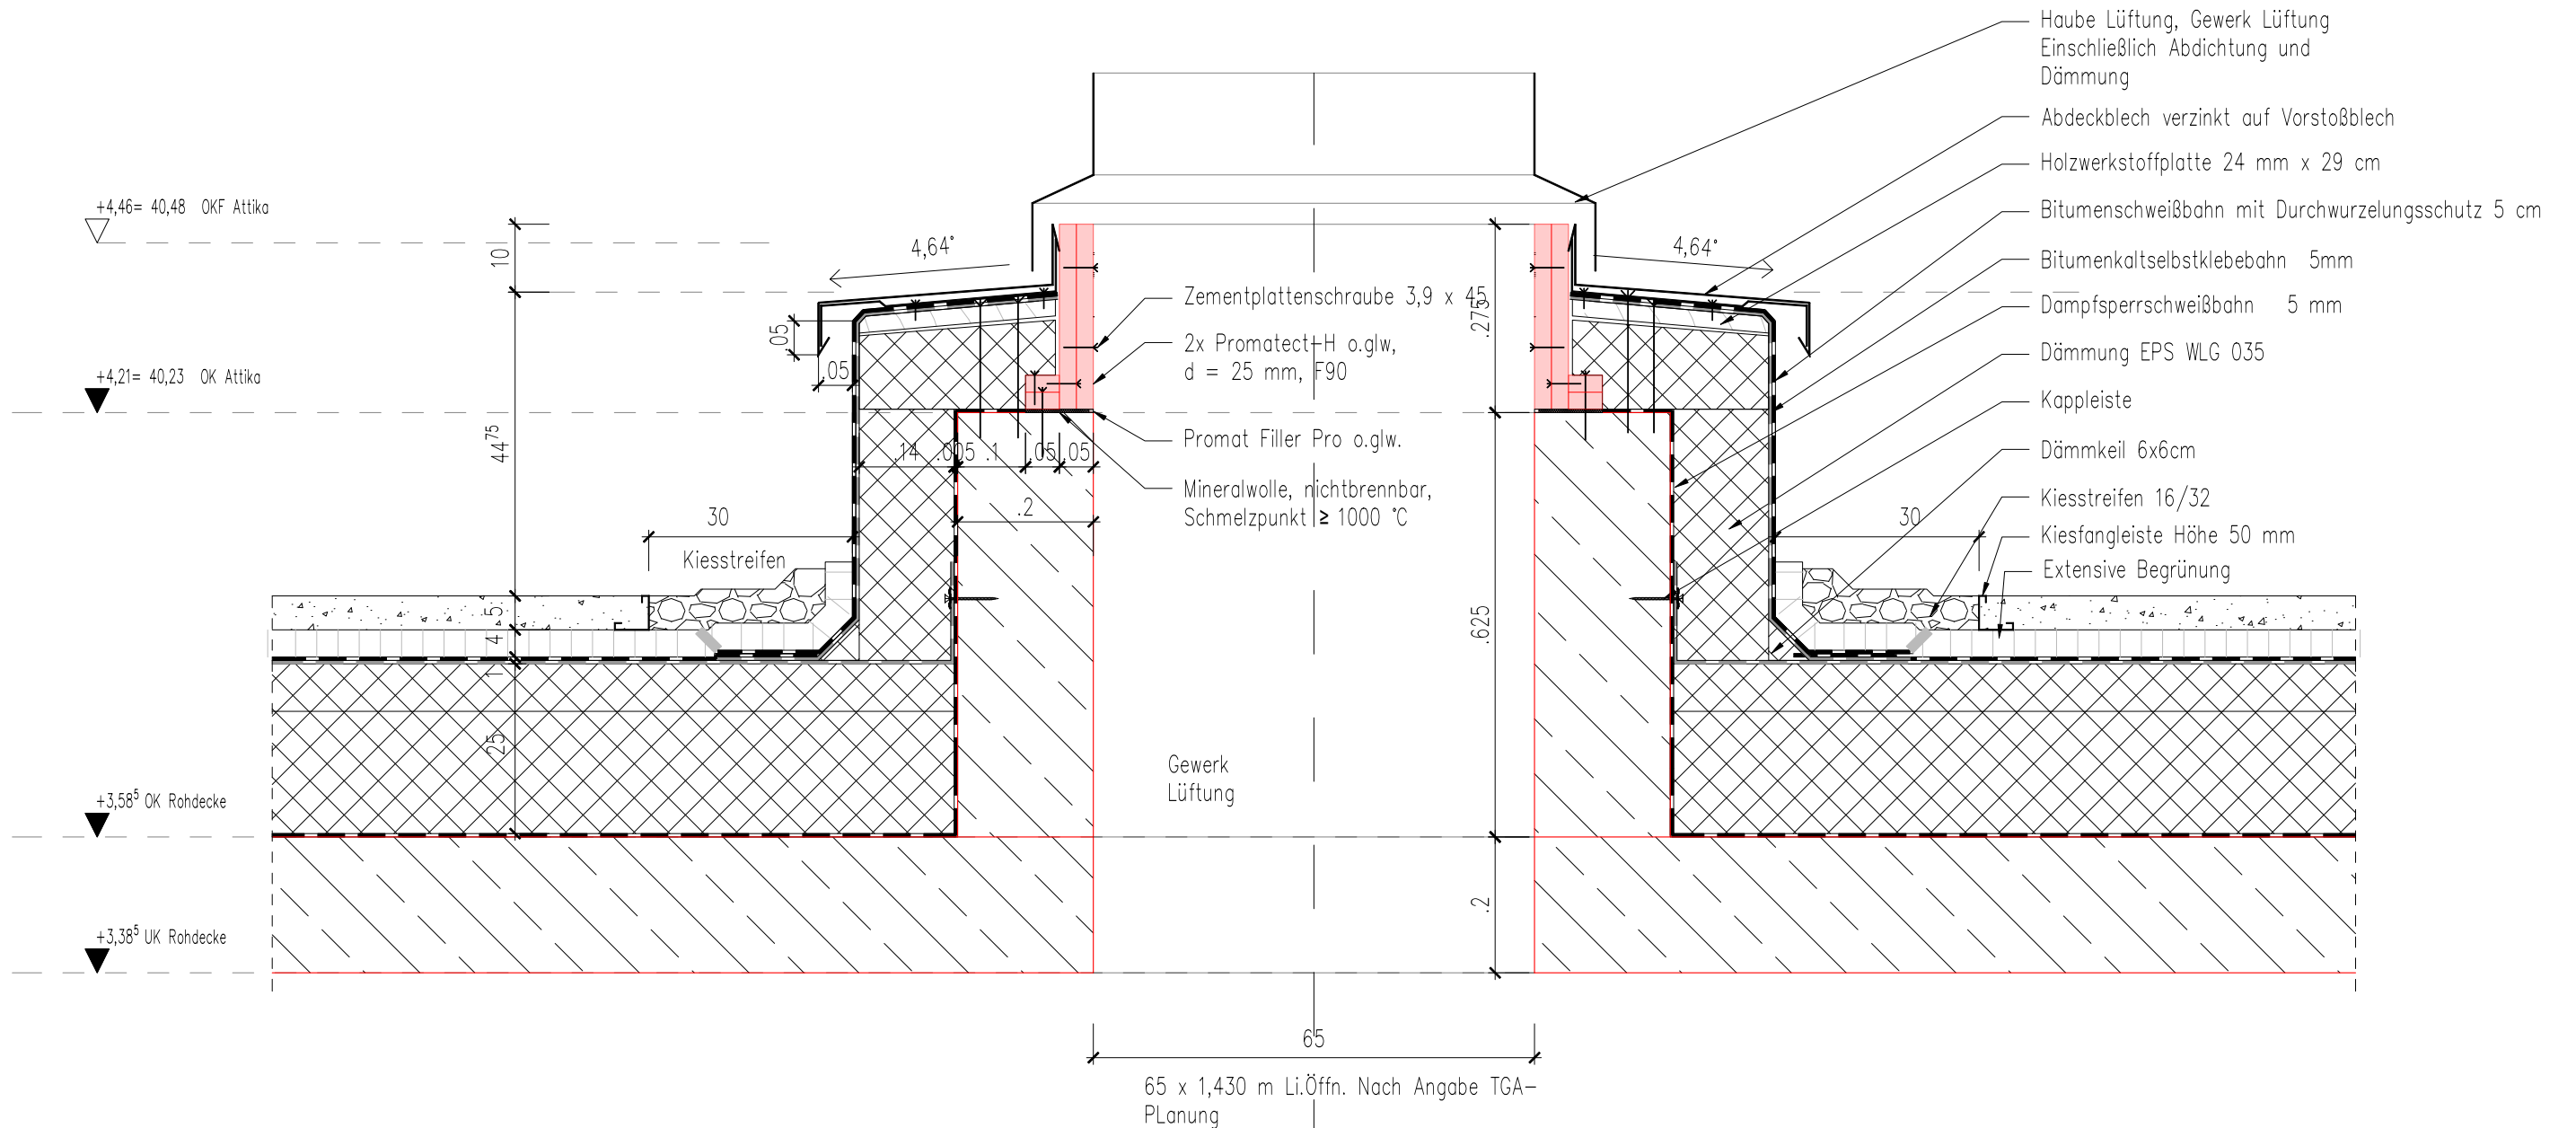 Haube Lüftung, Gewerk Lüftung
Einschließlich Abdichtung und
Dämmung
Abdeckblech verzinkt auf Vorstoßblech
Holzwerkstoffplatte 24 mm x 29 cm
Bitumenschweißbahn mit Durchwurzelungsschutz 5 cm
Bitumenkaltselbstklebebahn 5mm
Dampfsperrschweißbahn 5 mm
Dämmung EPS WLG 035
Kappleiste
Dämmkeil 6x6cm
Kiesstreifen 16/32
Kiesfangleiste Höhe 50 mm
Extensive Begrünung
+4,46= 40,48 OKF Attika
+4,21= 40,23 OK Attika
+3,58⁵ OK Rohdecke
+3,38⁵ UK Rohdecke
4,64°
4,64°
10
44⁷⁵
5
4
1
25
.05
.05
30
Kiesstreifen
.14 .005 .1 .05 .05
.2
Zementplattenschraube 3,9 x 45
2x Promatect-H o.glw,
d = 25 mm, F90
Promat Filler Pro o.glw.
Mineralwolle, nichtbrennbar,
Schmelzpunkt ≥ 1000 °C
.275
.625
.2
30
Gewerk
Lüftung
65
65 x 1,430 m Li.Öffn. Nach Angabe TGA-
PLanung